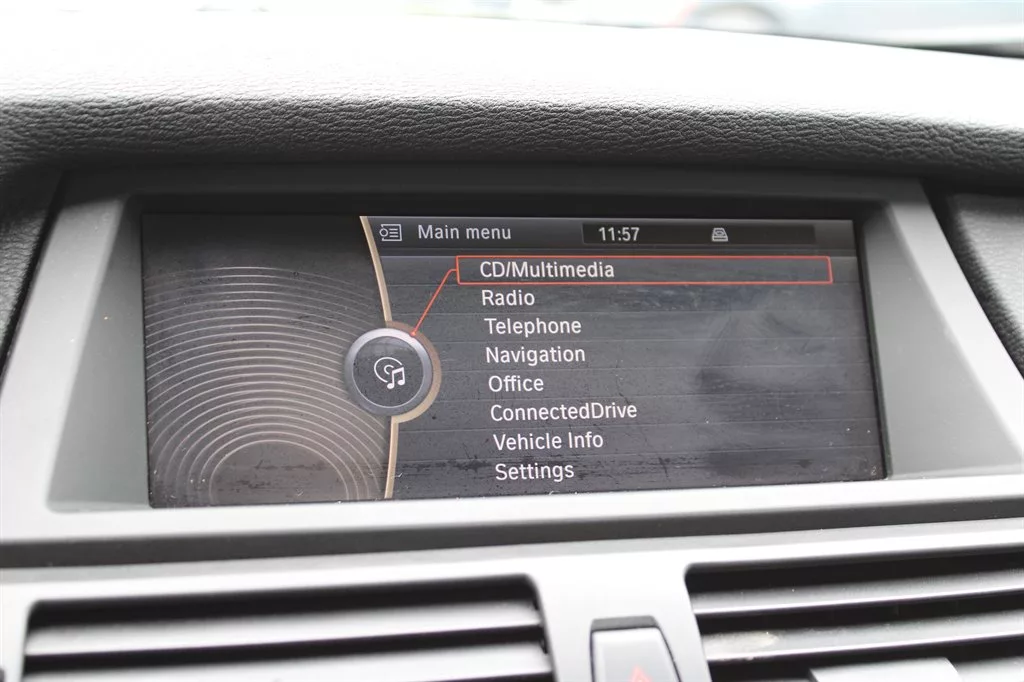 Main menu
11:57
CD/Multimedia
Radio
Telephone
Navigation
Office
ConnectedDrive
Vehicle Info
Settings